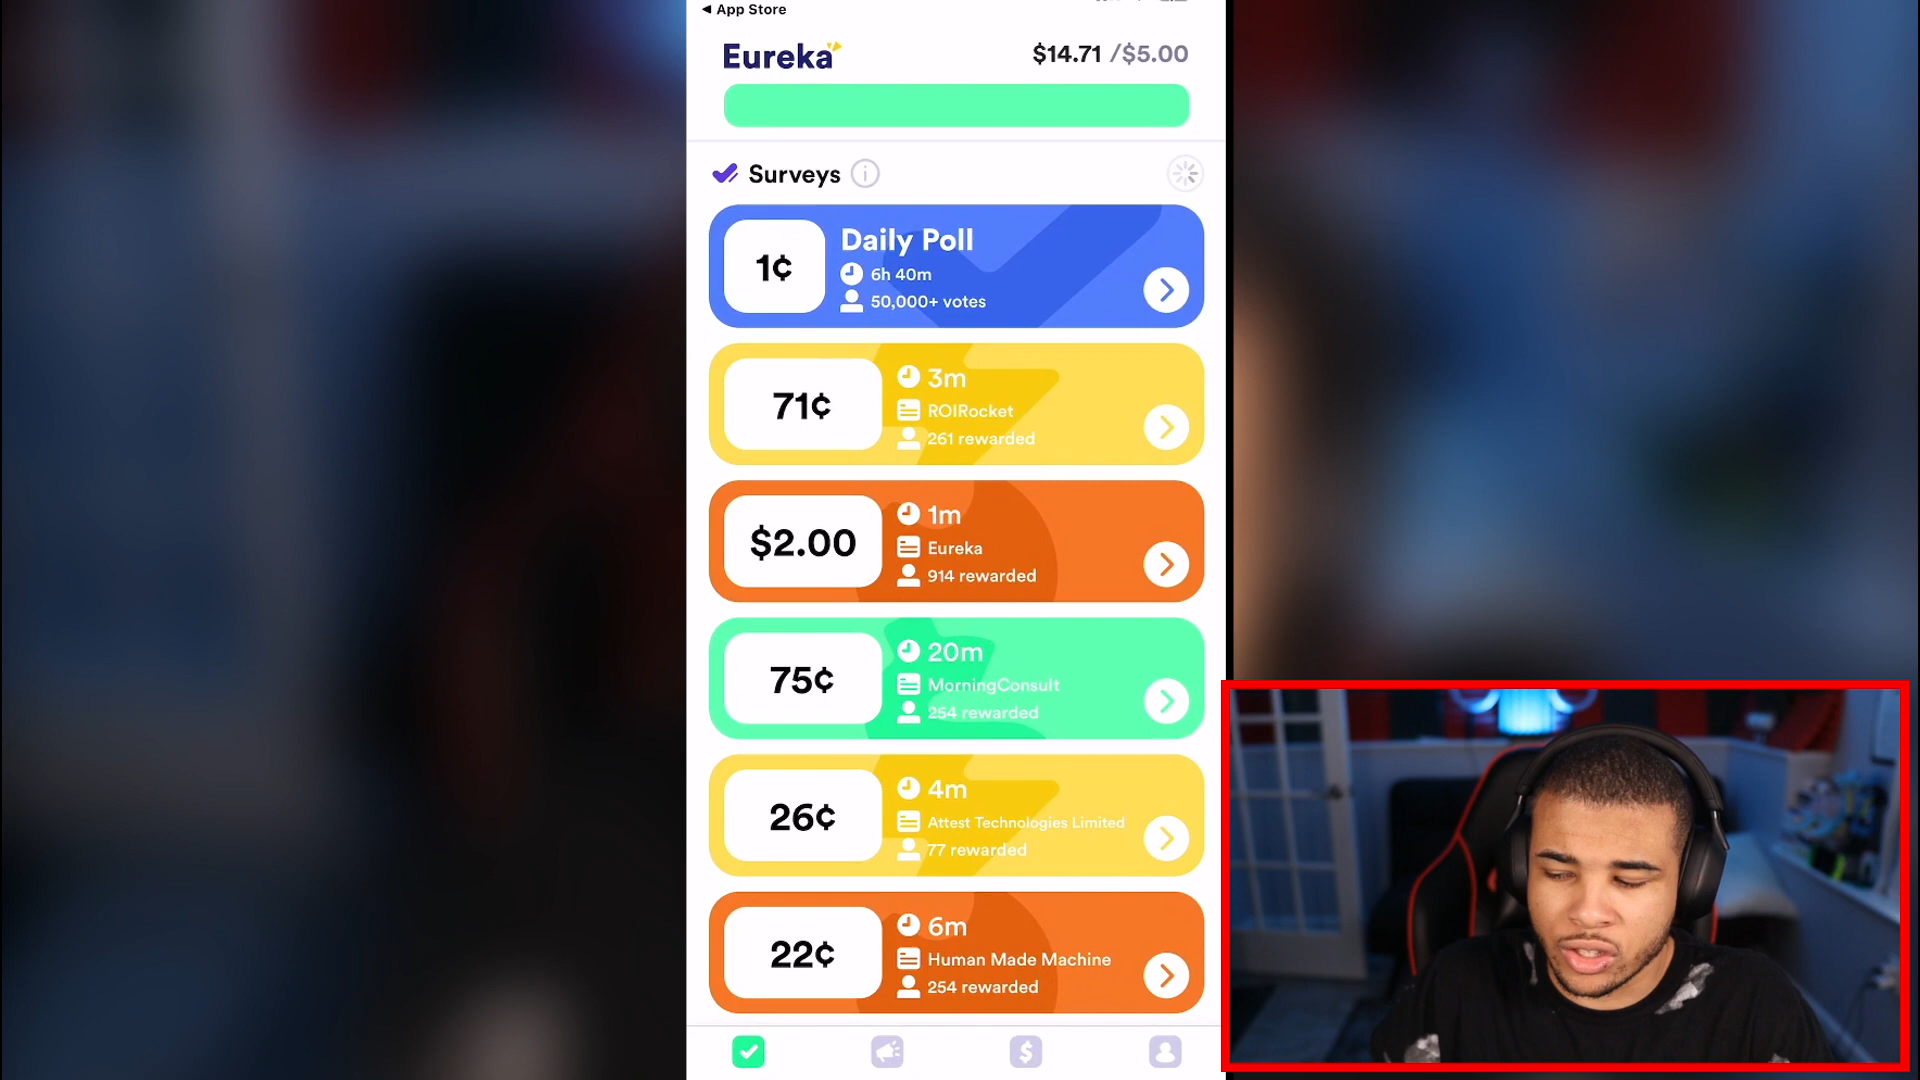 ◀ App Store
Eureka
$14.71 /$5.00
Surveys
1¢
Daily Poll
6h 40m
50,000+ votes
71¢
3m
ROIRocket
261 rewarded
$2.00
1m
Eureka
914 rewarded
75¢
20m
MorningConsult
254 rewarded
26¢
4m
Attest Technologies Limited
77 rewarded
22¢
6m
Human Made Machine
254 rewarded